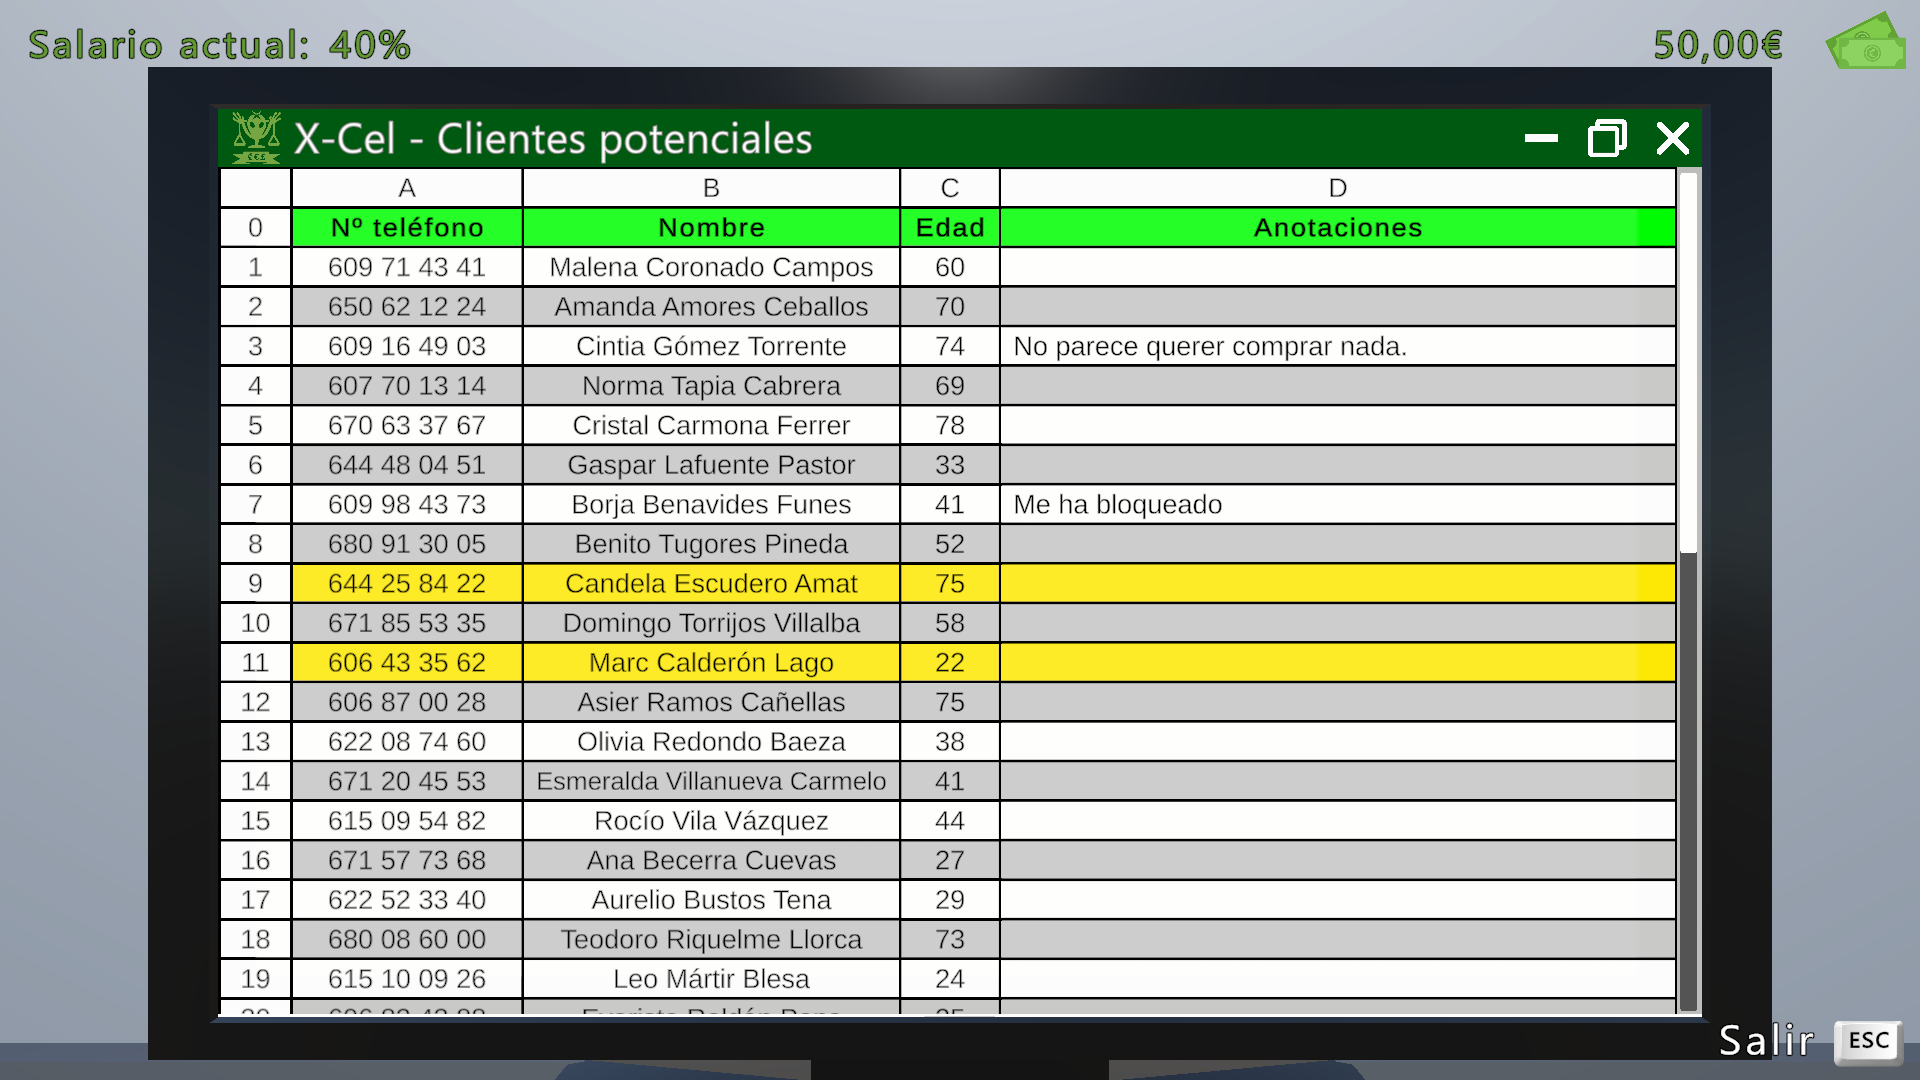 Salario actual: 40%
50,00€
X-Cel - Clientes potenciales
A B C D
0 Nº teléfono Nombre Edad Anotaciones
1 609 71 43 41 Malena Coronado Campos 60
2 650 62 12 24 Amanda Amores Ceballos 70
3 609 16 49 03 Cintia Gómez Torrente 74 No parece querer comprar nada.
4 607 70 13 14 Norma Tapia Cabrera 69
5 670 63 37 67 Cristal Carmona Ferrer 78
6 644 48 04 51 Gaspar Lafuente Pastor 33
7 609 98 43 73 Borja Benavides Funes 41 Me ha bloqueado
8 680 91 30 05 Benito Tugores Pineda 52
9 644 25 84 22 Candela Escudero Amat 75
10 671 85 53 35 Domingo Torrijos Villalba 58
11 606 43 35 62 Marc Calderón Lago 22
12 606 87 00 28 Asier Ramos Cañellas 75
13 622 08 74 60 Olivia Redondo Baeza 38
14 671 20 45 53 Esmeralda Villanueva Carmelo 41
15 615 09 54 82 Rocío Vila Vázquez 44
16 671 57 73 68 Ana Becerra Cuevas 27
17 622 52 33 40 Aurelio Bustos Tena 29
18 680 08 60 00 Teodoro Riquelme Llorca 73
19 615 10 09 26 Leo Mártir Blesa 24
Salir ESC